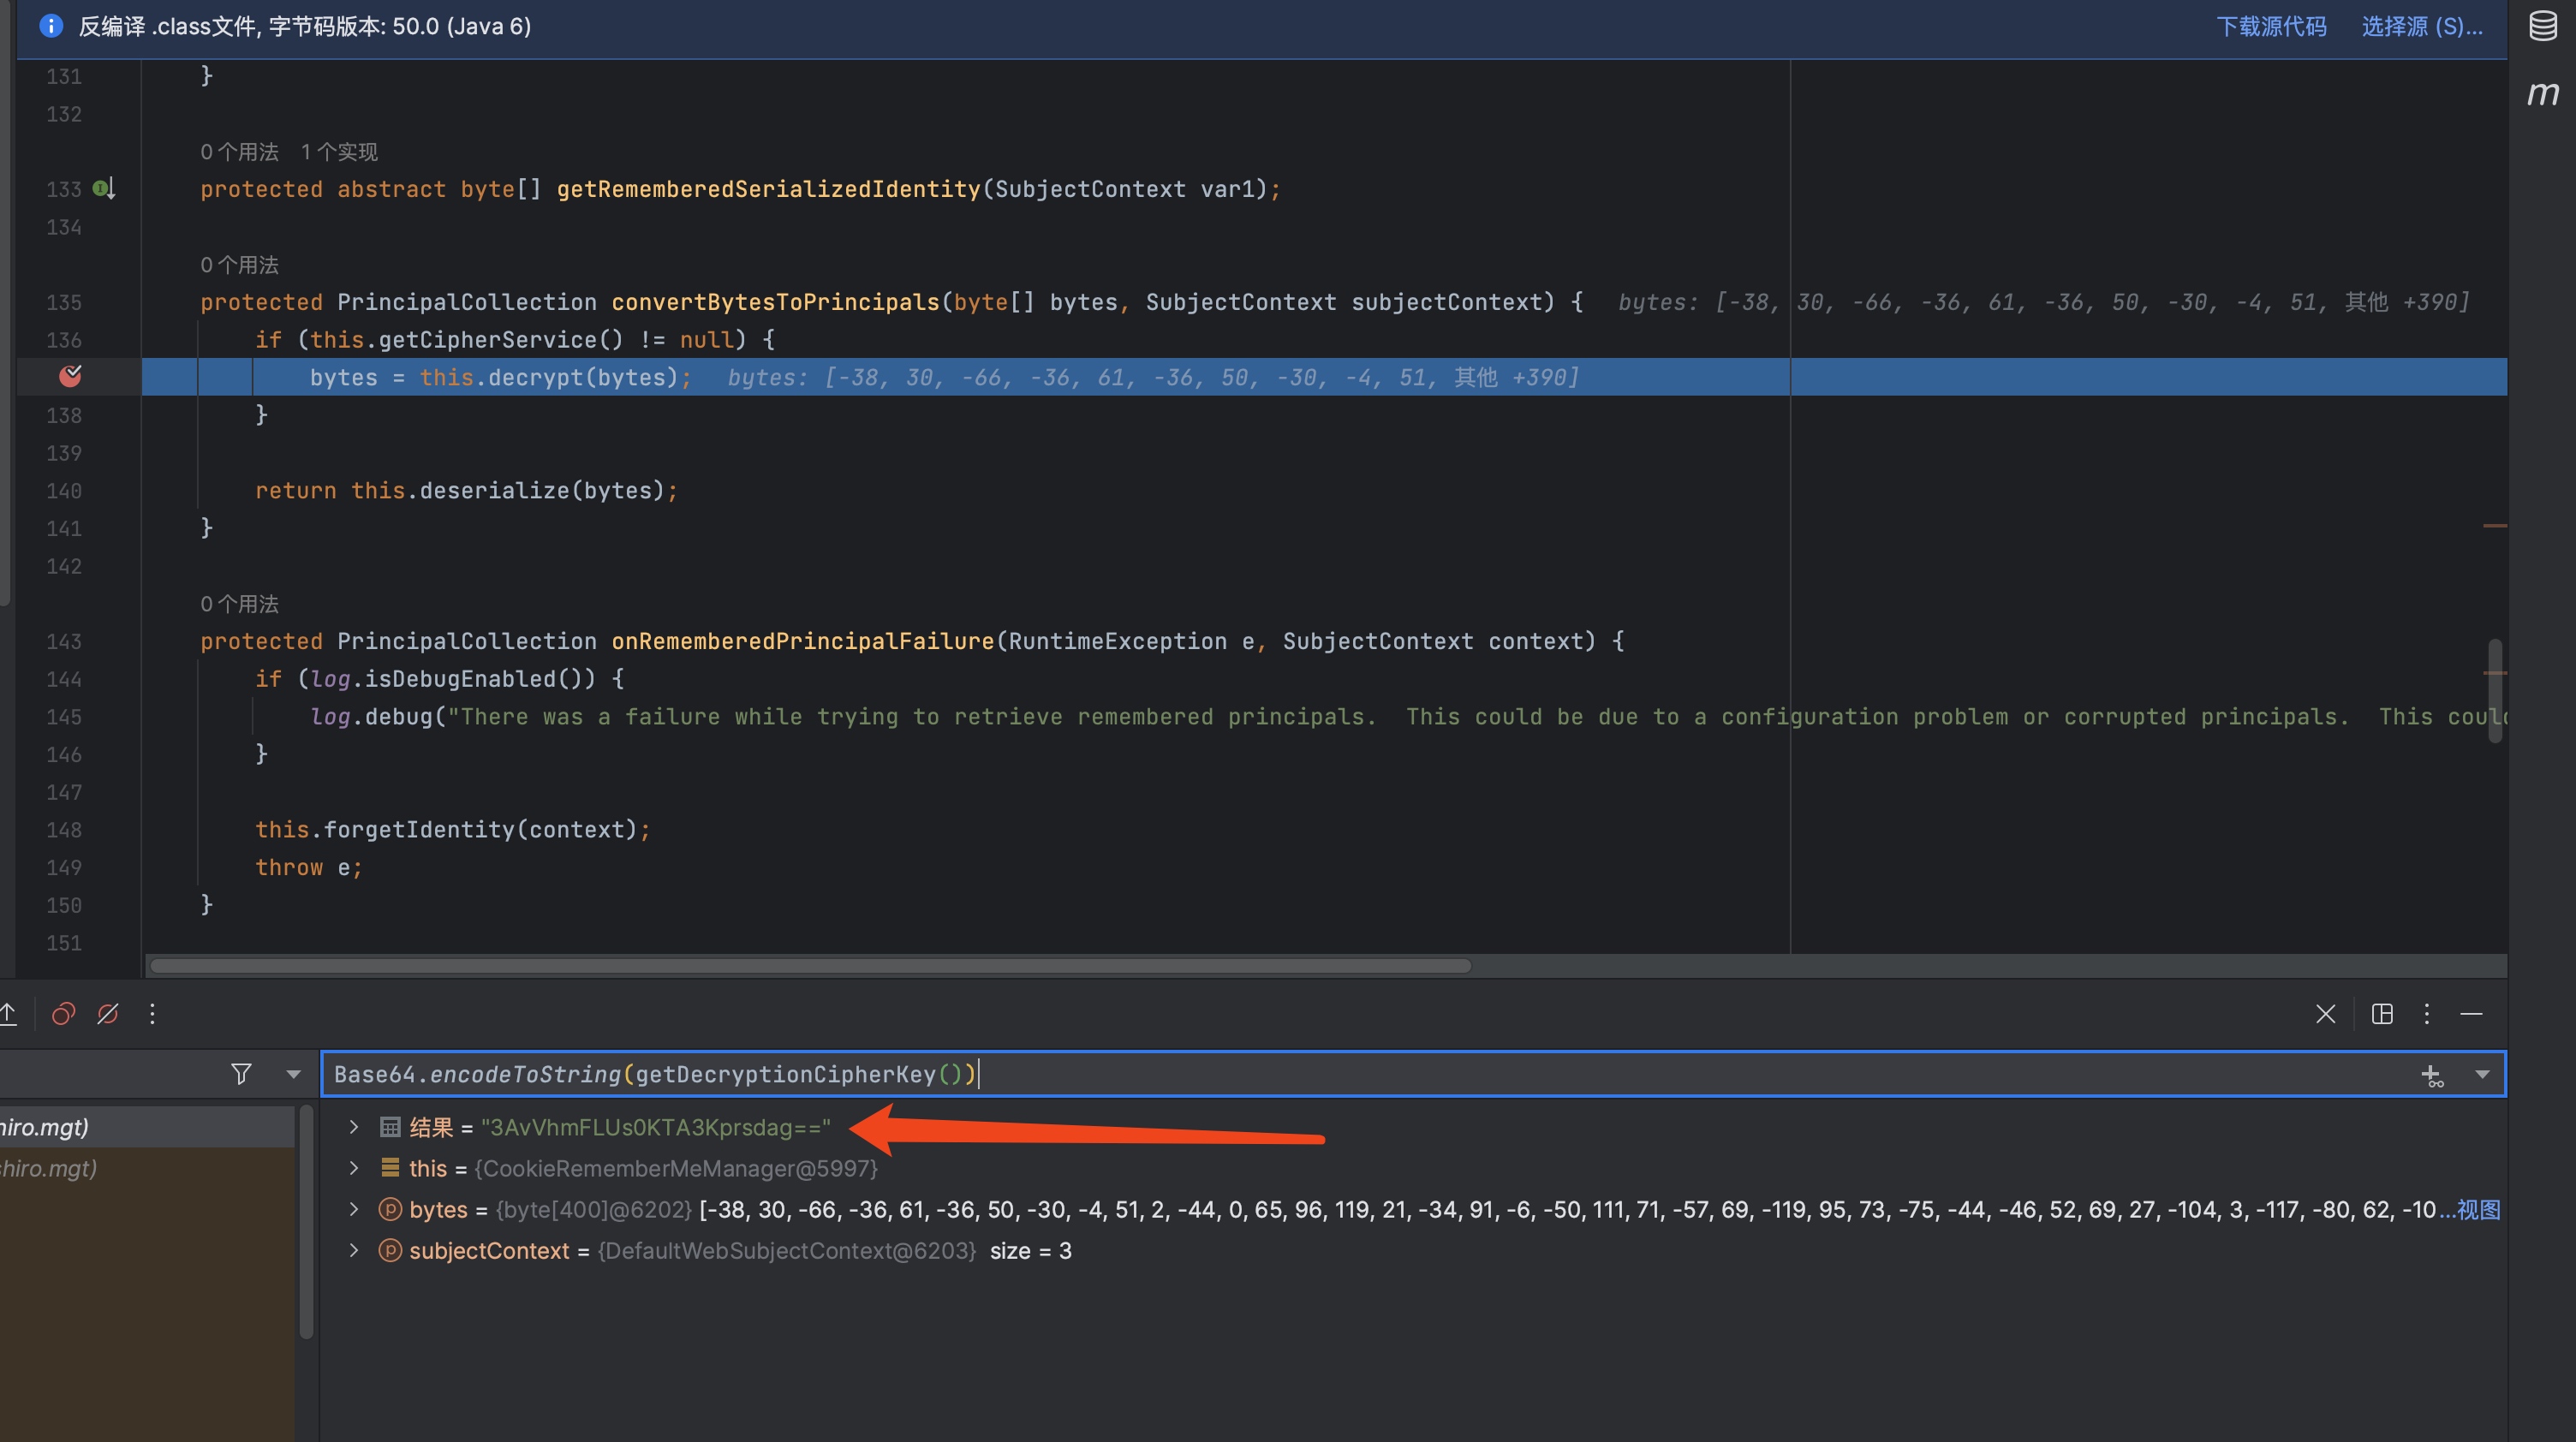 反编译 .class文件, 字节码版本: 50.0 (Java 6) 下载源代码 选择源 (S)...
131 }
132
0 个用法 1 个实现
133 protected abstract byte[] getRememberedSerializedIdentity(SubjectContext var1);
134
0 个用法
135 protected PrincipalCollection convertBytesToPrincipals(byte[] bytes, SubjectContext subjectContext) { bytes: [-38, 30, -66, -36, 61, -36, 50, -30, -4, 51, 其他 +390]
136 if (this.getCipherService() != null) {
bytes = this.decrypt(bytes); bytes: [-38, 30, -66, -36, 61, -36, 50, -30, -4, 51, 其他 +390]
138 }
139
140 return this.deserialize(bytes);
141 }
142
0 个用法
143 protected PrincipalCollection onRememberedPrincipalFailure(RuntimeException e, SubjectContext context) {
144 if (log.isDebugEnabled()) {
145 log.debug("There was a failure while trying to retrieve remembered principals.  This could be due to a configuration problem or corrupted principals.  This could
146 }
147
148 this.forgetIdentity(context);
149 throw e;
150 }
151
Base64.encodeToString(getDecryptionCipherKey())
hiro.mgt) 结果 = "3AvVhmFLUs0KTA3Kprsdag=="
hiro.mgt) this = {CookieRememberMeManager@5997}
bytes = {byte[400]@6202} [-38, 30, -66, -36, 61, -36, 50, -30, -4, 51, 2, -44, 0, 65, 96, 119, 21, -34, 91, -6, -50, 111, 71, -57, 69, -119, 95, 73, -75, -44, -46, 52, 69, 27, -104, 3, -117, -80, 62, -10 ...视图
subjectContext = {DefaultWebSubjectContext@6203} size = 3